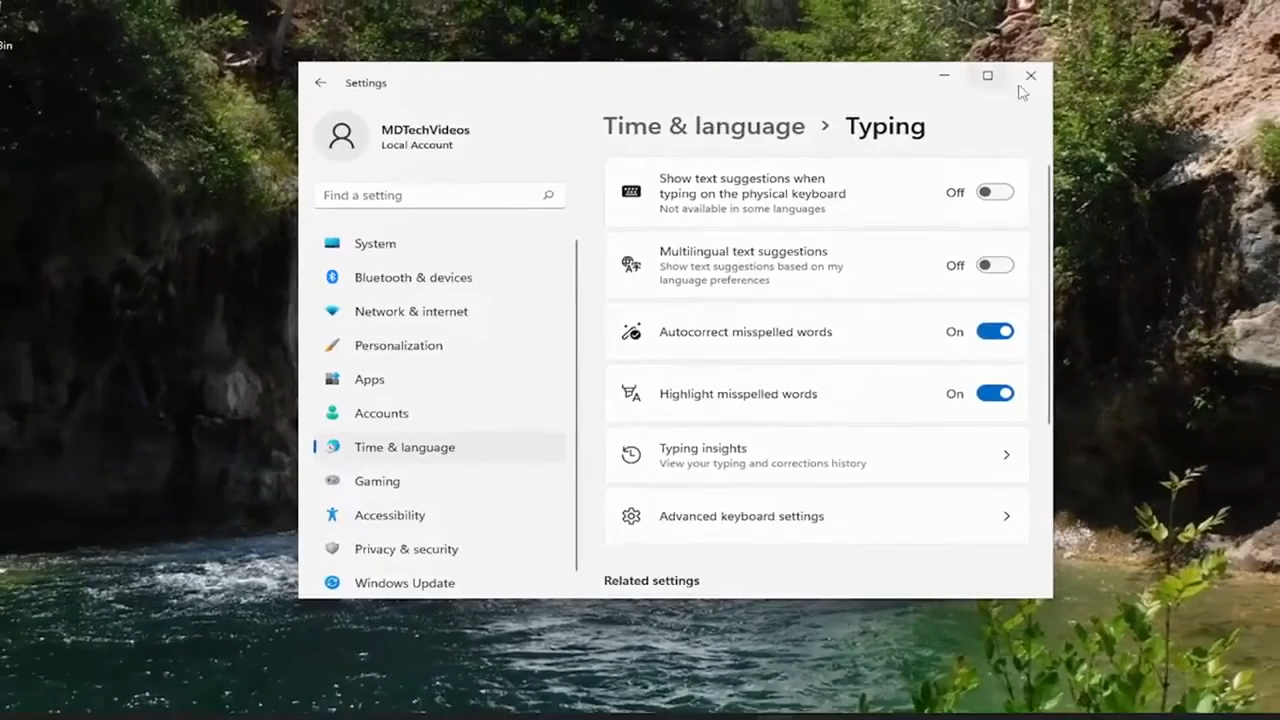 Bin
Settings
MDTechVideos
Local Account
Find a setting
System
Bluetooth & devices
Network & internet
Personalization
Apps
Accounts
Time & language
Gaming
Accessibility
Privacy & security
Windows Update
Time & language › Typing
Show text suggestions when
typing on the physical keyboard
Not available in some languages
Off
Multilingual text suggestions
Show text suggestions based on my
language preferences
Off
Autocorrect misspelled words
On
Highlight misspelled words
On
Typing insights
View your typing and corrections history
Advanced keyboard settings
Related settings